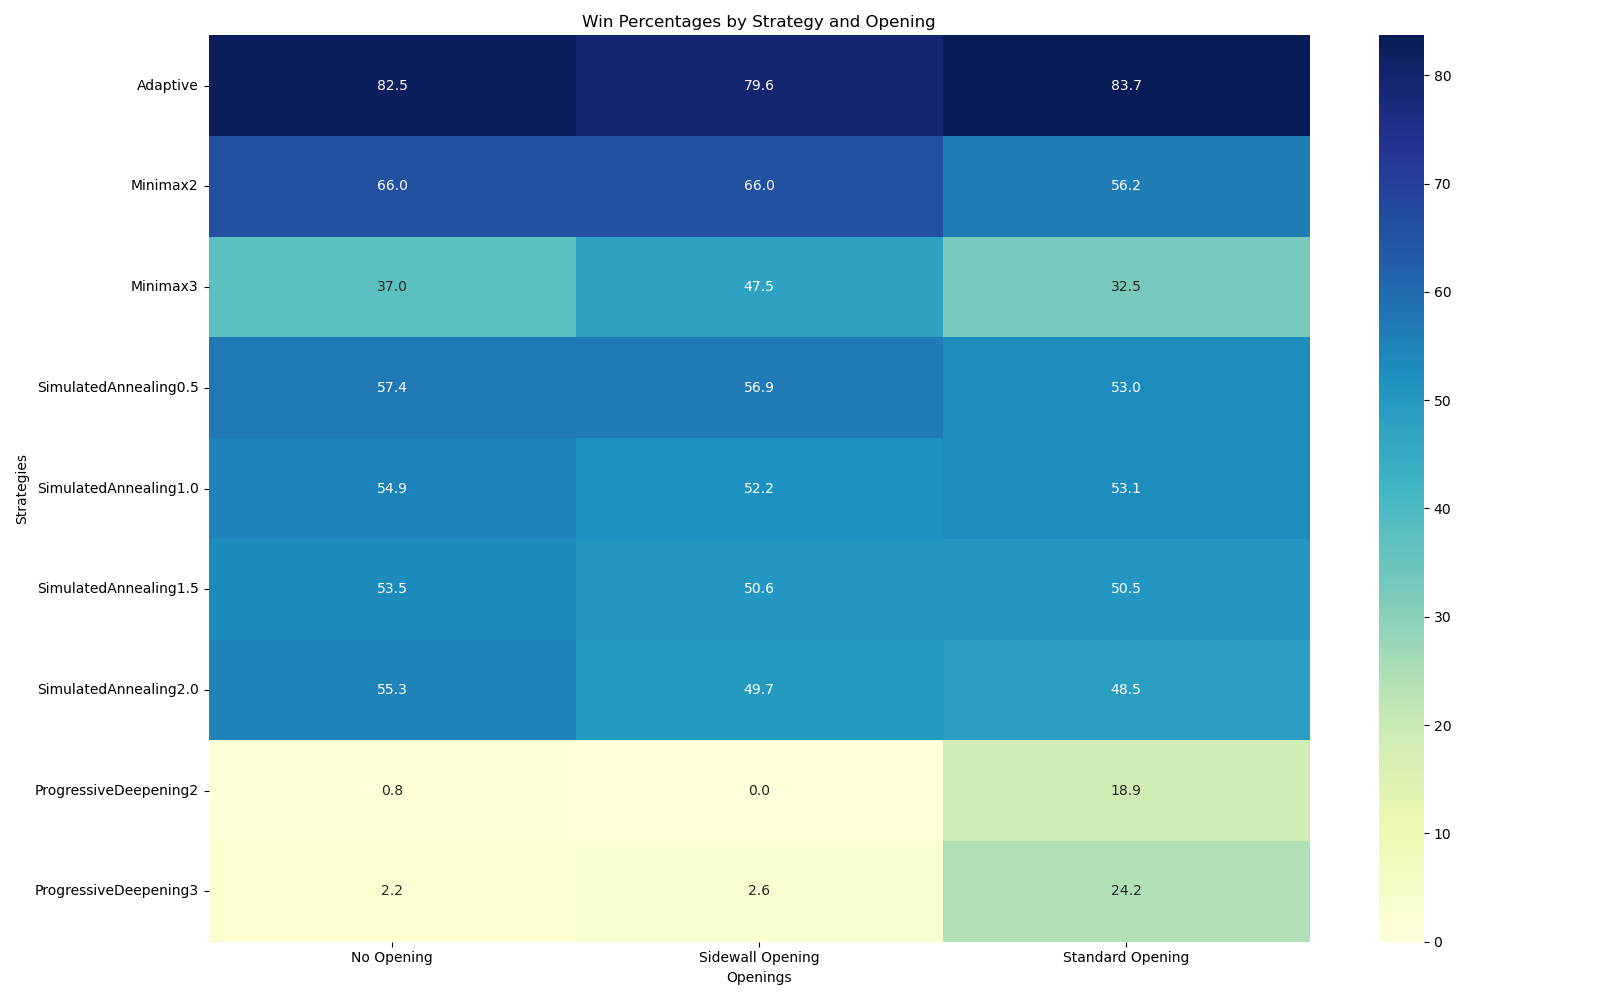 Win Percentages by Strategy and Opening
Strategies
Adaptive 82.5 79.6 83.7
Minimax2 66.0 66.0 56.2
Minimax3 37.0 47.5 32.5
SimulatedAnnealing0.5 57.4 56.9 53.0
SimulatedAnnealing1.0 54.9 52.2 53.1
SimulatedAnnealing1.5 53.5 50.6 50.5
SimulatedAnnealing2.0 55.3 49.7 48.5
ProgressiveDeepening2 0.8 0.0 18.9
ProgressiveDeepening3 2.2 2.6 24.2
No Opening Sidewall Opening Standard Opening
Openings
80
70
60
50
40
30
20
10
0